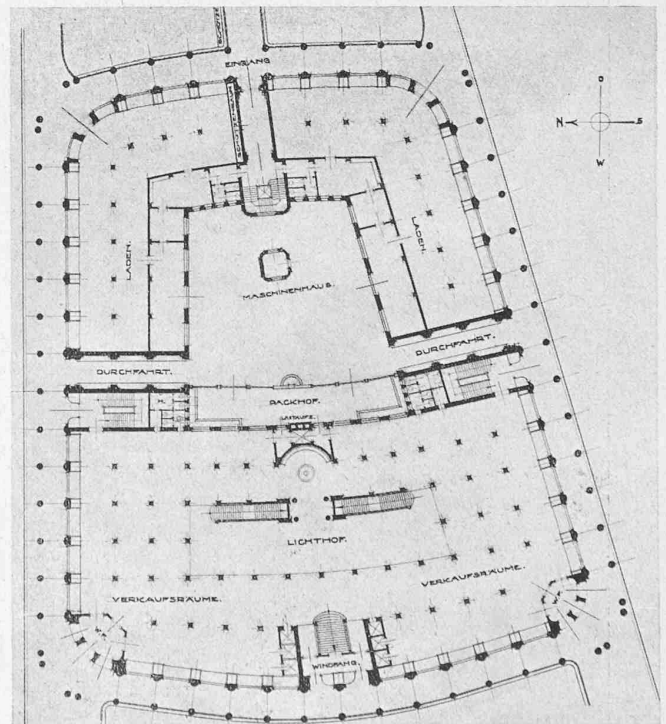 EINGANG
O
N S
W
LADEN.
LADEN.
MASCHINENHAUS.
DURCHFAHRT.
DURCHFAHRT.
PACKHOF.
LICHTHOF.
VERKAUFSRÄUME.
VERKAUFSRÄUME.
WINDFANG.